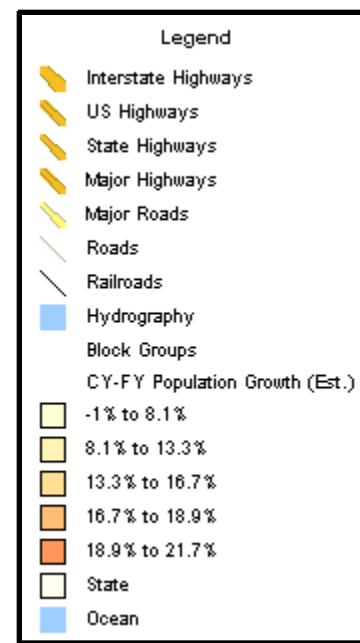 Legend
Interstate Highways
US Highways
State Highways
Major Highways
Major Roads
Roads
Railroads
Hydrography
Block Groups
CY-FY Population Growth (Est.)
-1% to 8.1%
8.1% to 13.3%
13.3% to 16.7%
16.7% to 18.9%
18.9% to 21.7%
State
Ocean